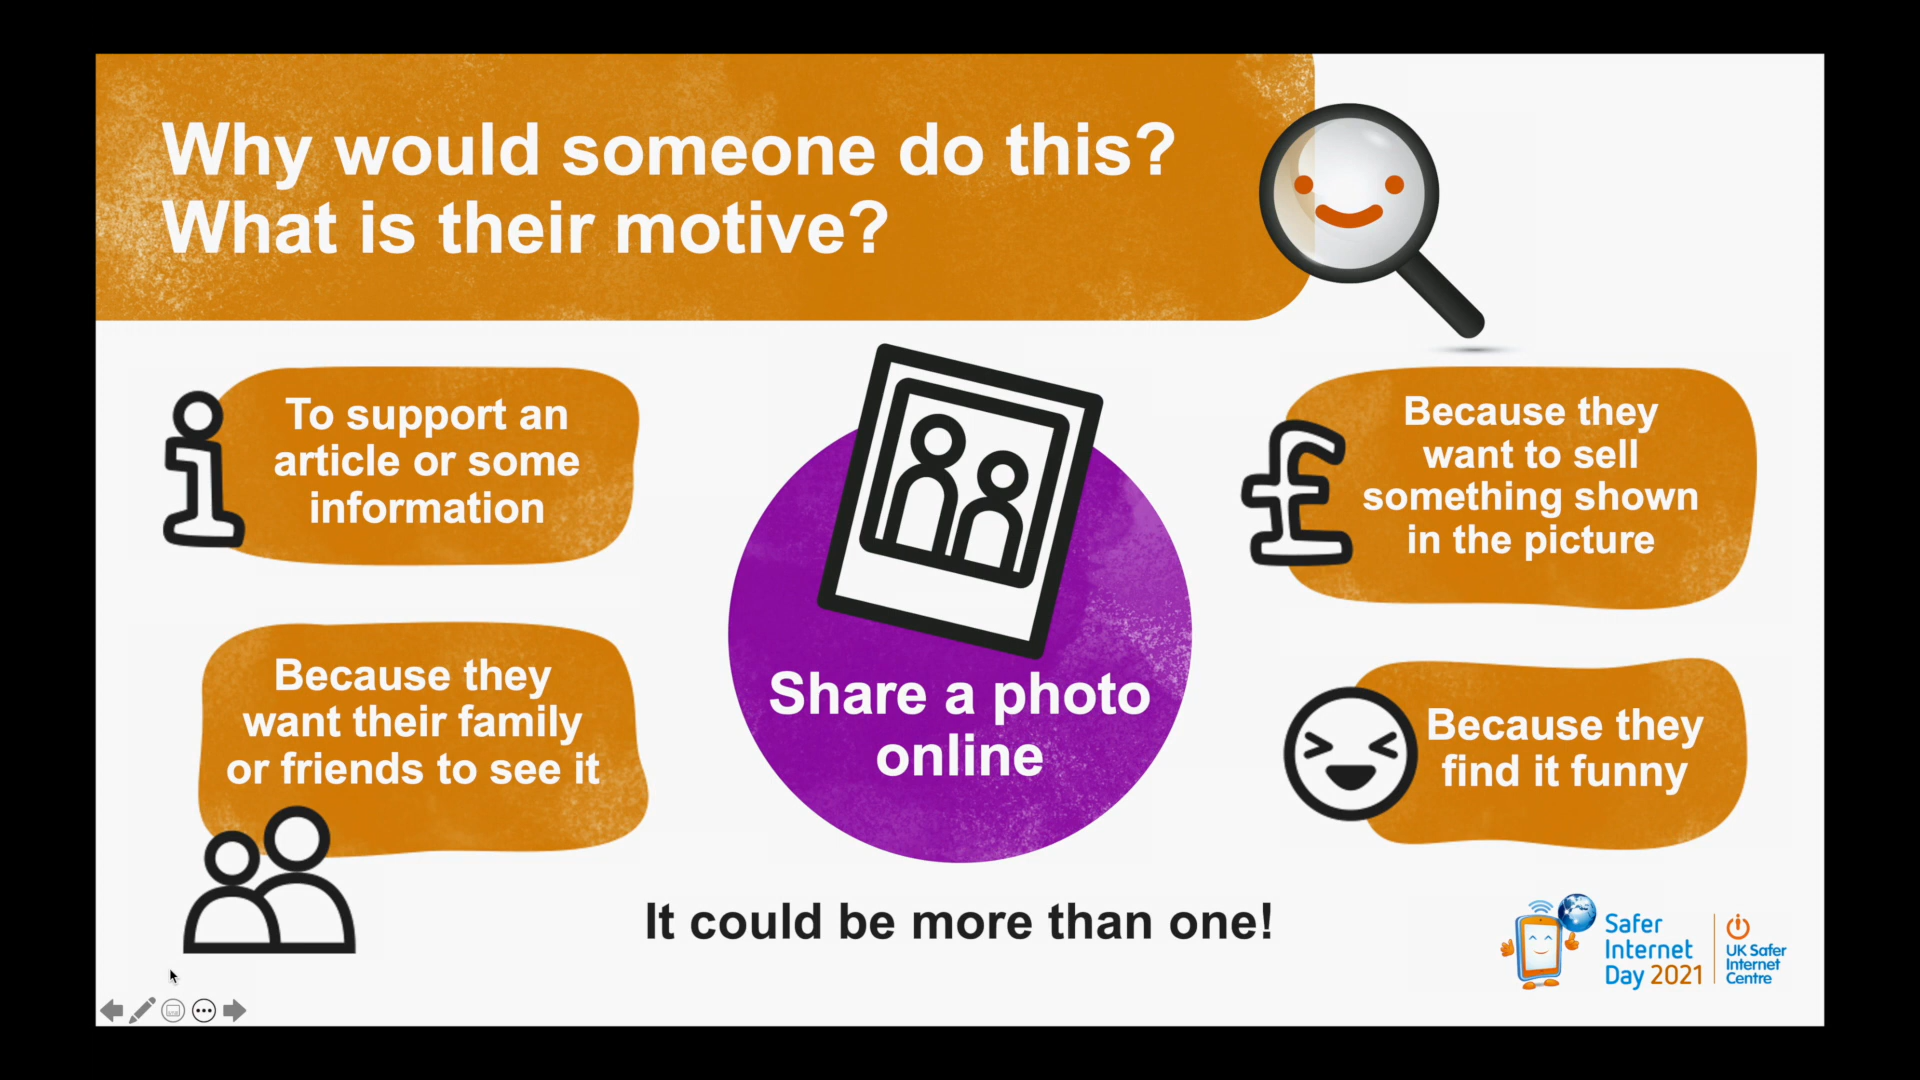 Why would someone do this?
What is their motive?
To support an
article or some
information
Because they
want to sell
something shown
in the picture
Share a photo
online
Because they
want their family
or friends to see it
Because they
find it funny
It could be more than one!
Safer
Internet
Day 2021
UK Safer
Internet
Centre